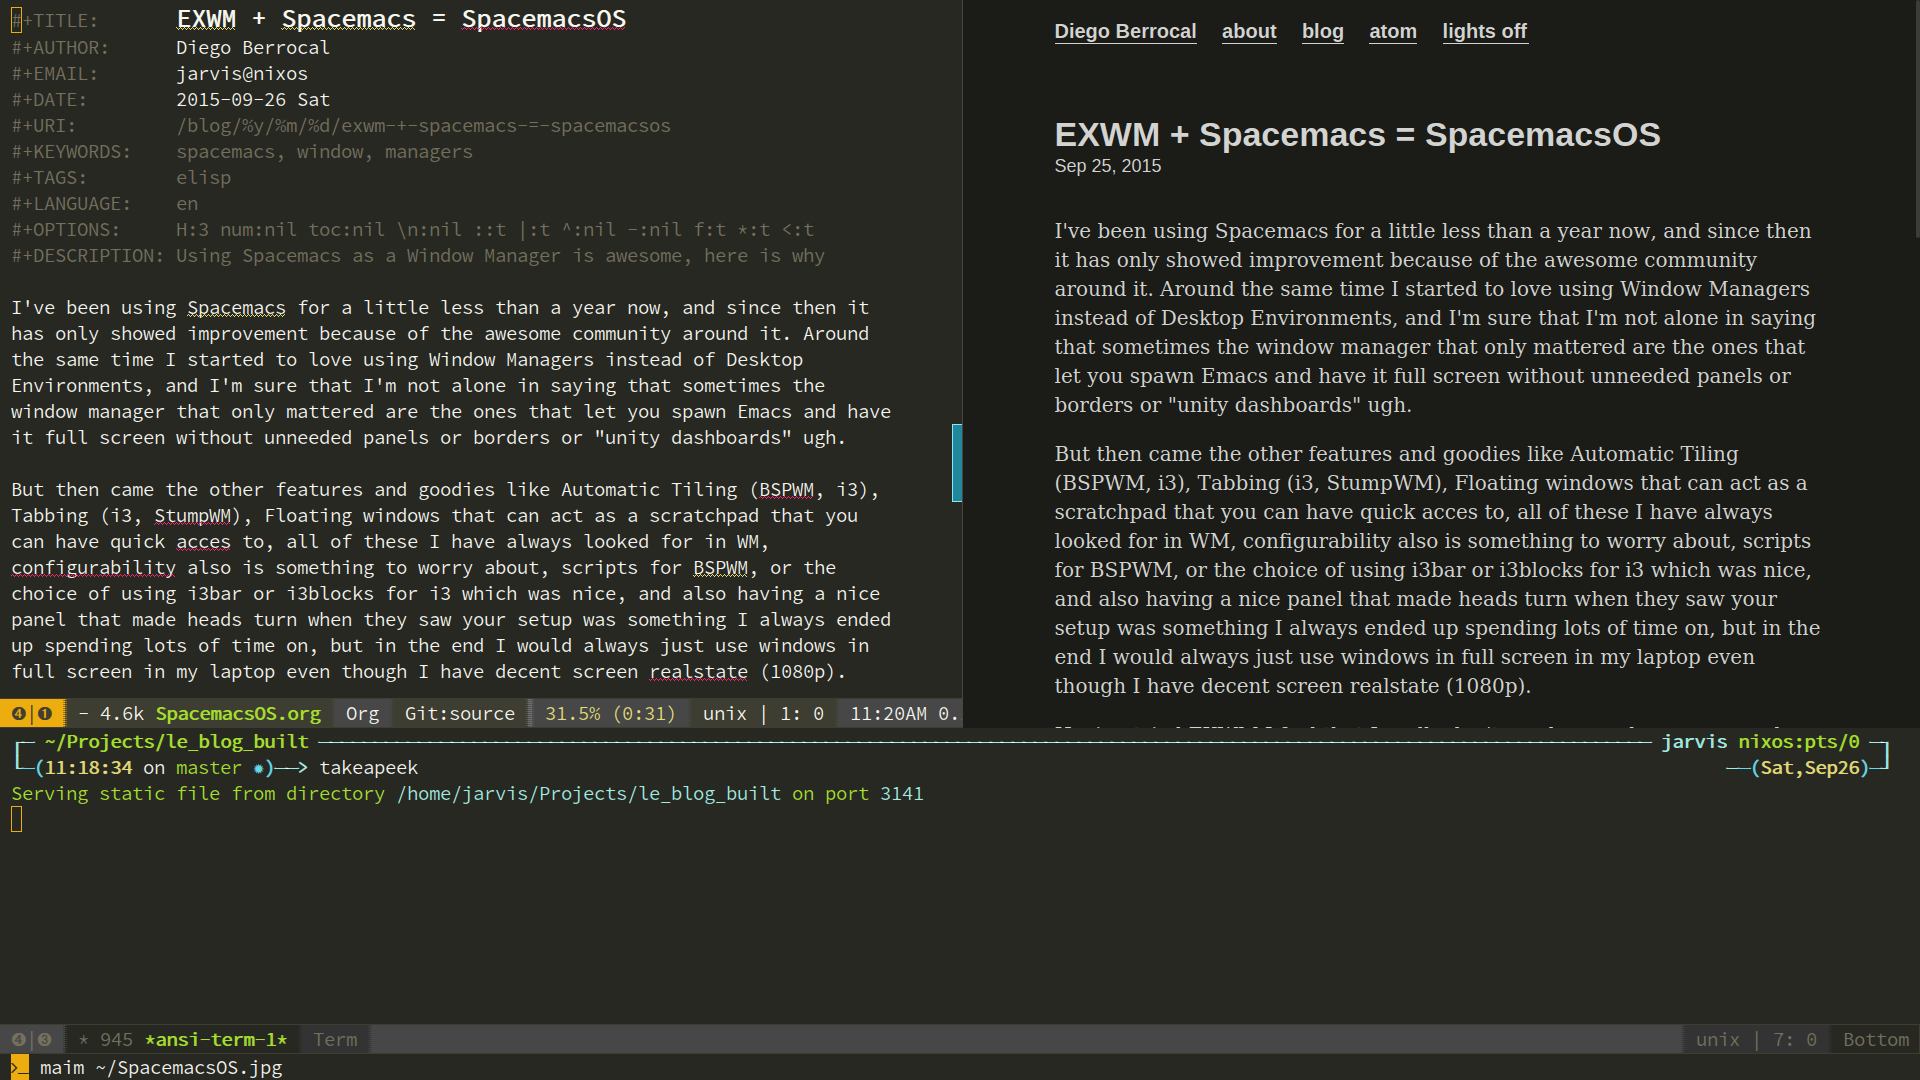 #+TITLE: EXWM + Spacemacs = SpacemacsOS
#+AUTHOR: Diego Berrocal
#+EMAIL: jarvis@nixos
#+DATE: 2015-09-26 Sat
#+URI: /blog/%y/%m/%d/exwm-+-spacemacs-=-spacemacsos
#+KEYWORDS: spacemacs, window, managers
#+TAGS: elisp
#+LANGUAGE: en
#+OPTIONS: H:3 num:nil toc:nil \n:nil ::t |:t ^:nil -:nil f:t *:t <:t
#+DESCRIPTION: Using Spacemacs as a Window Manager is awesome, here is why
I've been using Spacemacs for a little less than a year now, and since then it
has only showed improvement because of the awesome community around it. Around
the same time I started to love using Window Managers instead of Desktop
Environments, and I'm sure that I'm not alone in saying that sometimes the
window manager that only mattered are the ones that let you spawn Emacs and have
it full screen without unneeded panels or borders or "unity dashboards" ugh.
But then came the other features and goodies like Automatic Tiling (BSPWM, i3),
Tabbing (i3, StumpWM), Floating windows that can act as a scratchpad that you
can have quick acces to, all of these I have always looked for in WM,
configurability also is something to worry about, scripts for BSPWM, or the
choice of using i3bar or i3blocks for i3 which was nice, and also having a nice
panel that made heads turn when they saw your setup was something I always ended
up spending lots of time on, but in the end I would always just use windows in
full screen in my laptop even though I have decent screen realstate (1080p).
❹|❶ - 4.6k SpacemacsOS.org Org Git:source 31.5% (0:31) unix | 1: 0 11:20AM 0.
Diego Berrocal about blog atom lights off
EXWM + Spacemacs = SpacemacsOS
Sep 25, 2015
I've been using Spacemacs for a little less than a year now, and since then
it has only showed improvement because of the awesome community
around it. Around the same time I started to love using Window Managers
instead of Desktop Environments, and I'm sure that I'm not alone in saying
that sometimes the window manager that only mattered are the ones that
let you spawn Emacs and have it full screen without unneeded panels or
borders or "unity dashboards" ugh.
But then came the other features and goodies like Automatic Tiling
(BSPWM, i3), Tabbing (i3, StumpWM), Floating windows that can act as a
scratchpad that you can have quick acces to, all of these I have always
looked for in WM, configurability also is something to worry about, scripts
for BSPWM, or the choice of using i3bar or i3blocks for i3 which was nice,
and also having a nice panel that made heads turn when they saw your
setup was something I always ended up spending lots of time on, but in the
end I would always just use windows in full screen in my laptop even
though I have decent screen realstate (1080p).
~/Projects/le_blog_built jarvis nixos:pts/0
(11:18:34 on master ✹)──> takeapeek (Sat,Sep26)
Serving static file from directory /home/jarvis/Projects/le_blog_built on port 3141
❹|❸ * 945 *ansi-term-1* Term unix | 7: 0 Bottom
>_ maim ~/SpacemacsOS.jpg